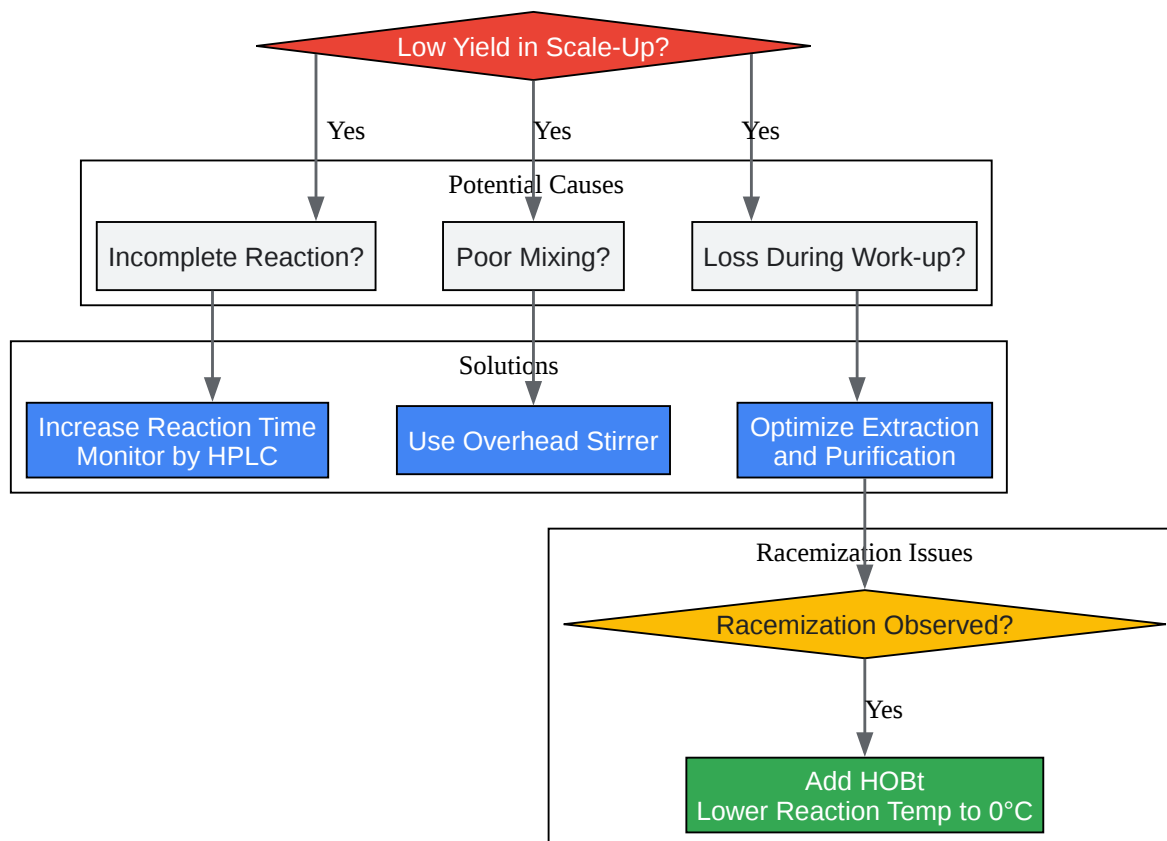 Low Yield in Scale-Up?
Yes
Yes
Yes
Potential Causes
Incomplete Reaction?
Poor Mixing?
Loss During Work-up?
Solutions
Increase Reaction Time
Monitor by HPLC
Use Overhead Stirrer
Optimize Extraction
and Purification
Racemization Issues
Racemization Observed?
Yes
Add HOBt
Lower Reaction Temp to 0°C